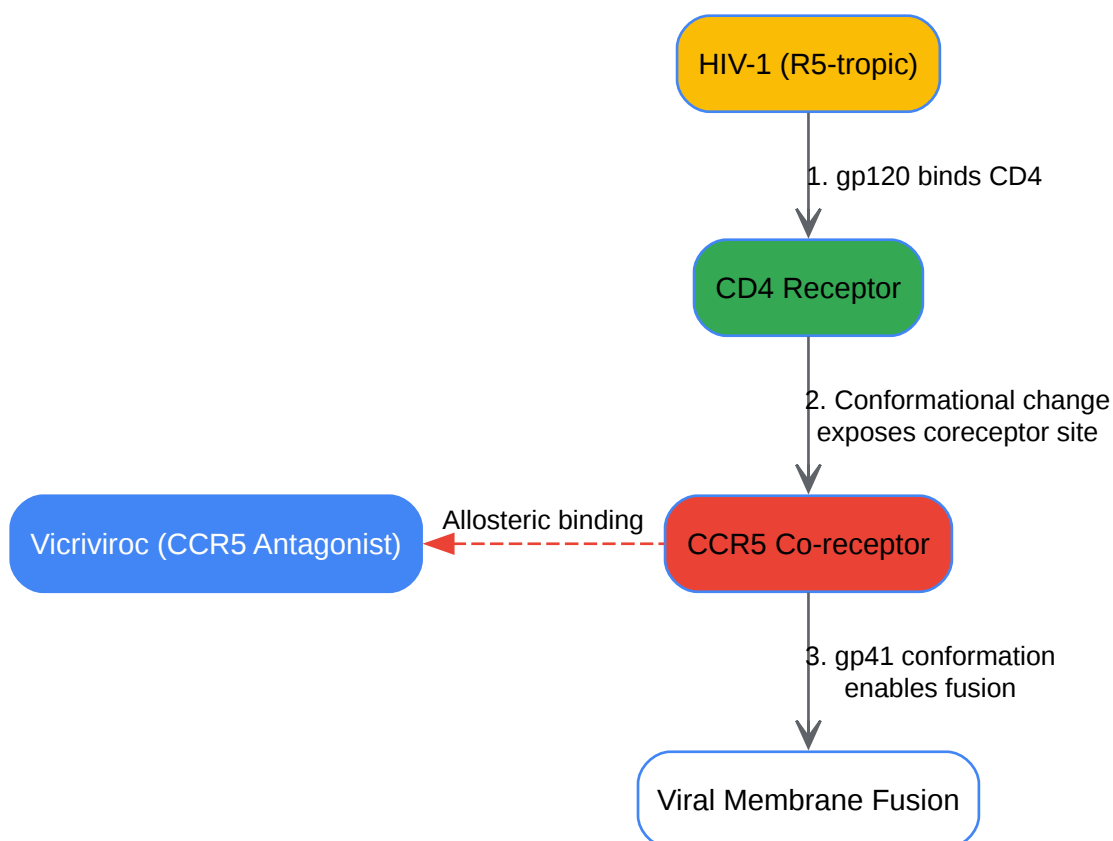 HIV-1 (R5-tropic)
1. gp120 binds CD4
CD4 Receptor
2. Conformational change
exposes coreceptor site
Allosteric binding
Vicriviroc (CCR5 Antagonist)
CCR5 Co-receptor
3. gp41 conformation
enables fusion
Viral Membrane Fusion